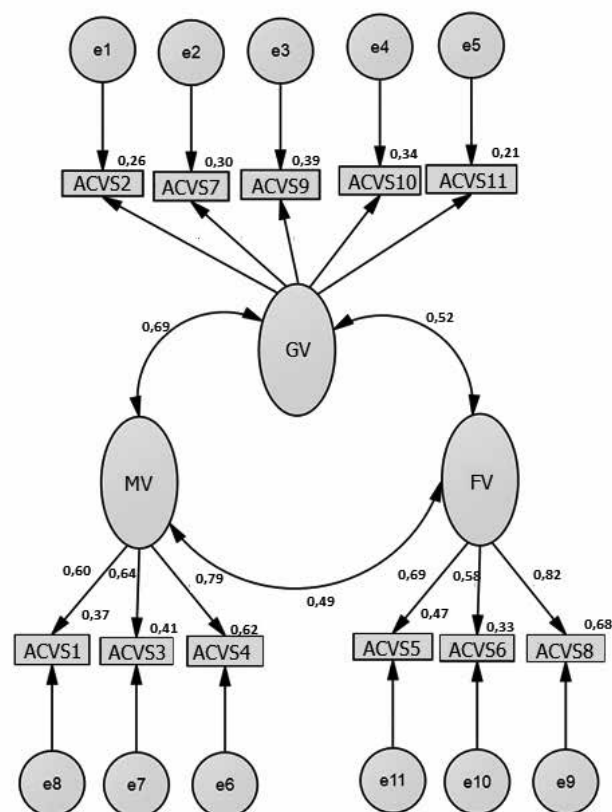 e1 e2 e3 e4 e5
0,26 0,30 0,39 0,34 0,21
ACVS2 ACVS7 ACVS9 ACVS10 ACVS11
0,69 0,52
GV
MV FV
0,60 0,64 0,79 0,49 0,69 0,58 0,82
0,37 0,41 0,62 0,47 0,33 0,68
ACVS1 ACVS3 ACVS4 ACVS5 ACVS6 ACVS8
e8 e7 e6 e11 e10 e9